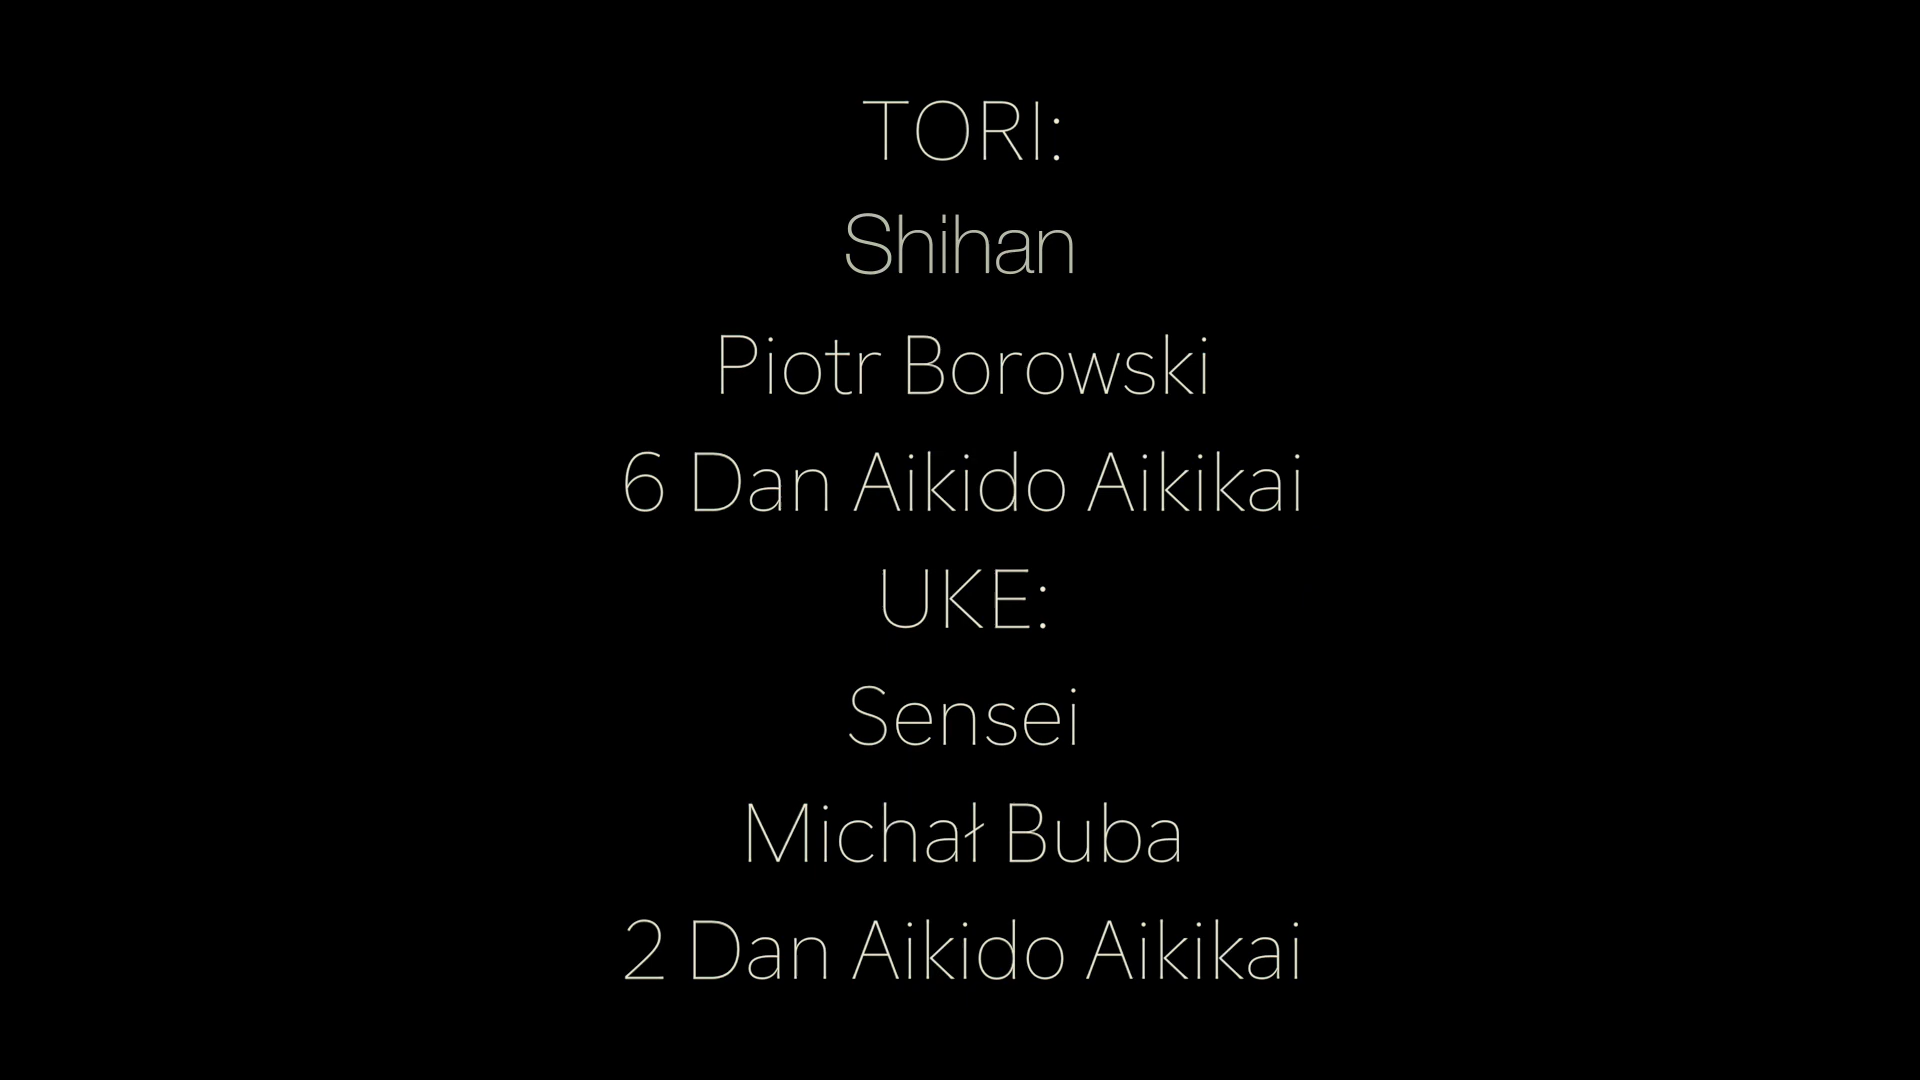 TORI:
Shihan
Piotr Borowski
6 Dan Aikido Aikikai
UKE:
Sensei
Michał Buba
2 Dan Aikido Aikikai